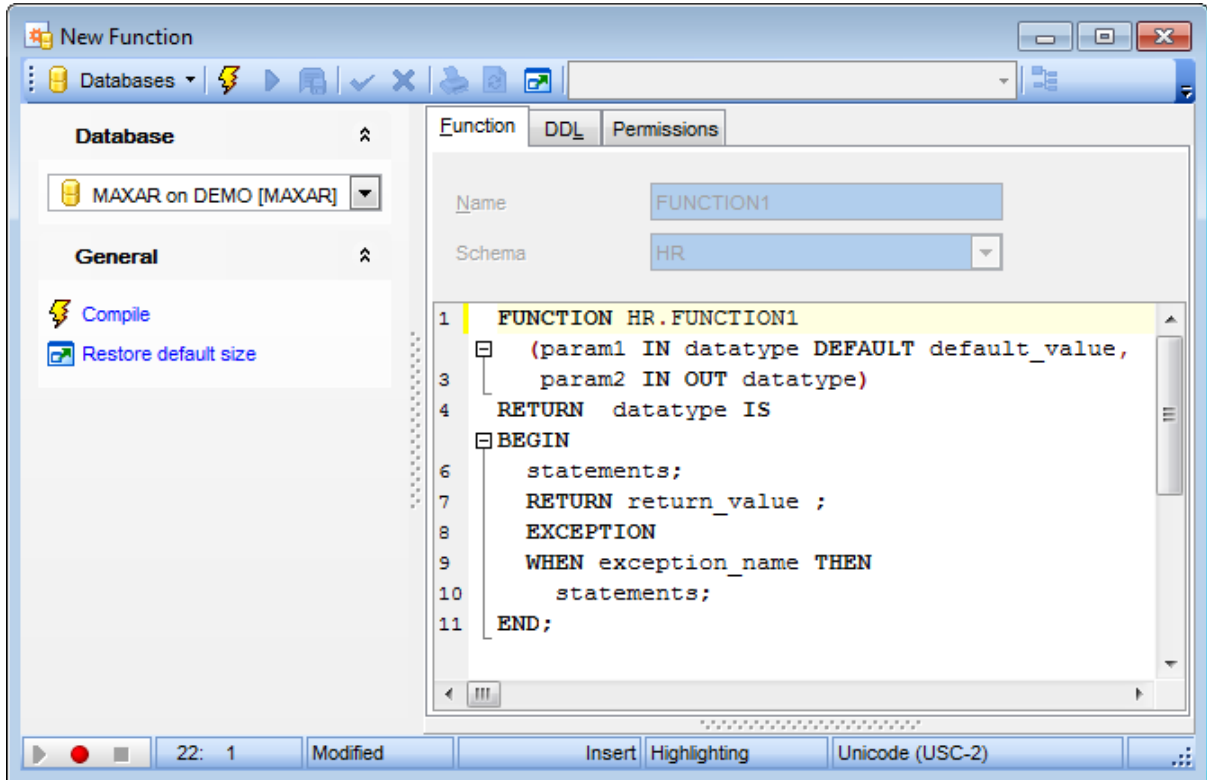 New Function
Databases
Database
MAXAR on DEMO [MAXAR]
General
Compile
Restore default size
Function DDL Permissions
Name FUNCTION1
Schema HR
1 FUNCTION HR.FUNCTION1
(param1 IN datatype DEFAULT default_value,
3 param2 IN OUT datatype)
4 RETURN  datatype IS
BEGIN
6 statements;
7 RETURN return_value ;
8 EXCEPTION
9 WHEN exception_name THEN
10 statements;
11 END;
22: 1 Modified Insert Highlighting Unicode (USC-2)